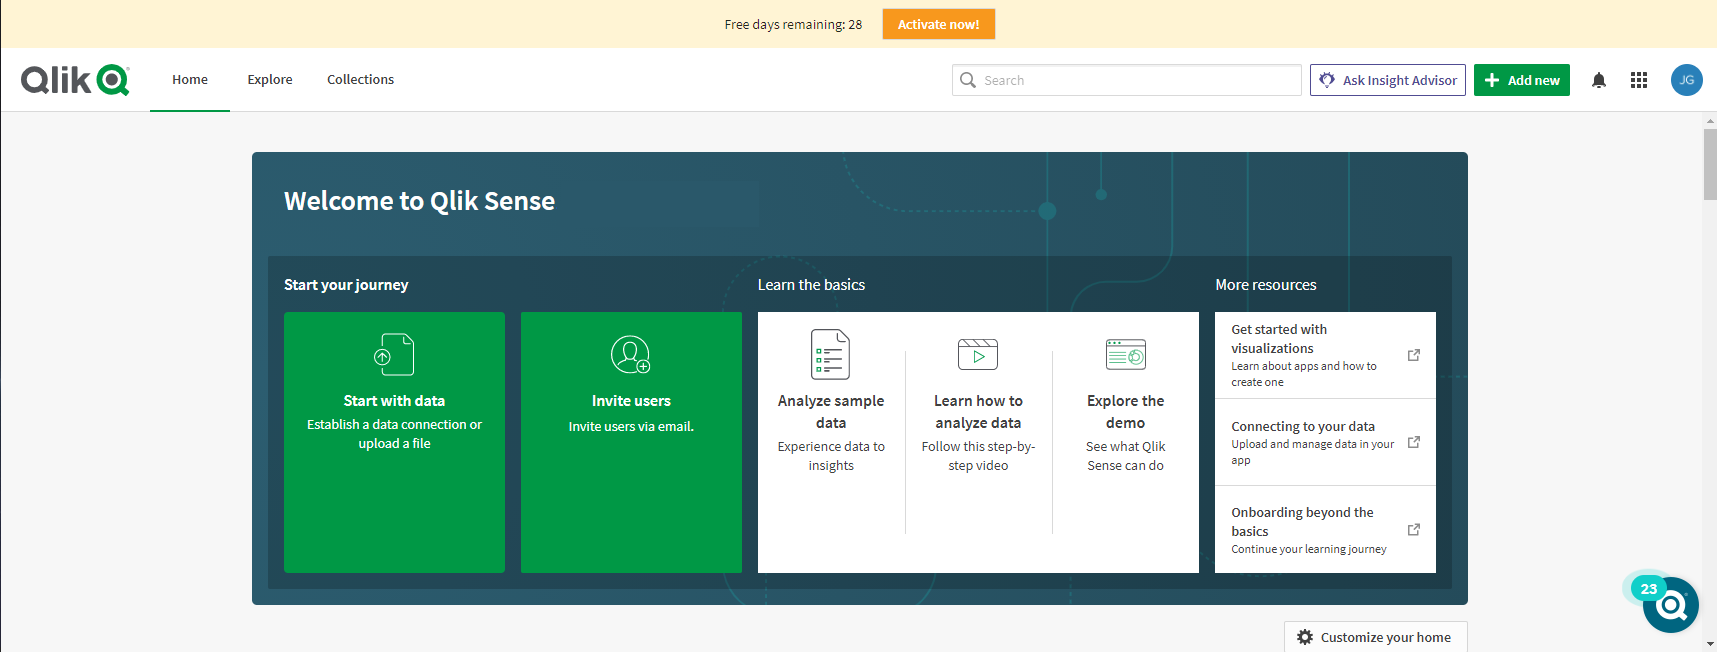 Free days remaining: 28
Activate now!
Qlik
Home
Explore
Collections
Search
Ask Insight Advisor
Add new
JG
Welcome to Qlik Sense
Start your journey
Start with data
Establish a data connection or
upload a file
Invite users
Invite users via email.
Learn the basics
Analyze sample
data
Experience data to
insights
Learn how to
analyze data
Follow this step-by-
step video
Explore the
demo
See what Qlik
Sense can do
More resources
Get started with
visualizations
Learn about apps and how to
create one
Connecting to your data
Upload and manage data in your
app
Onboarding beyond the
basics
Continue your learning journey
23
Customize your home